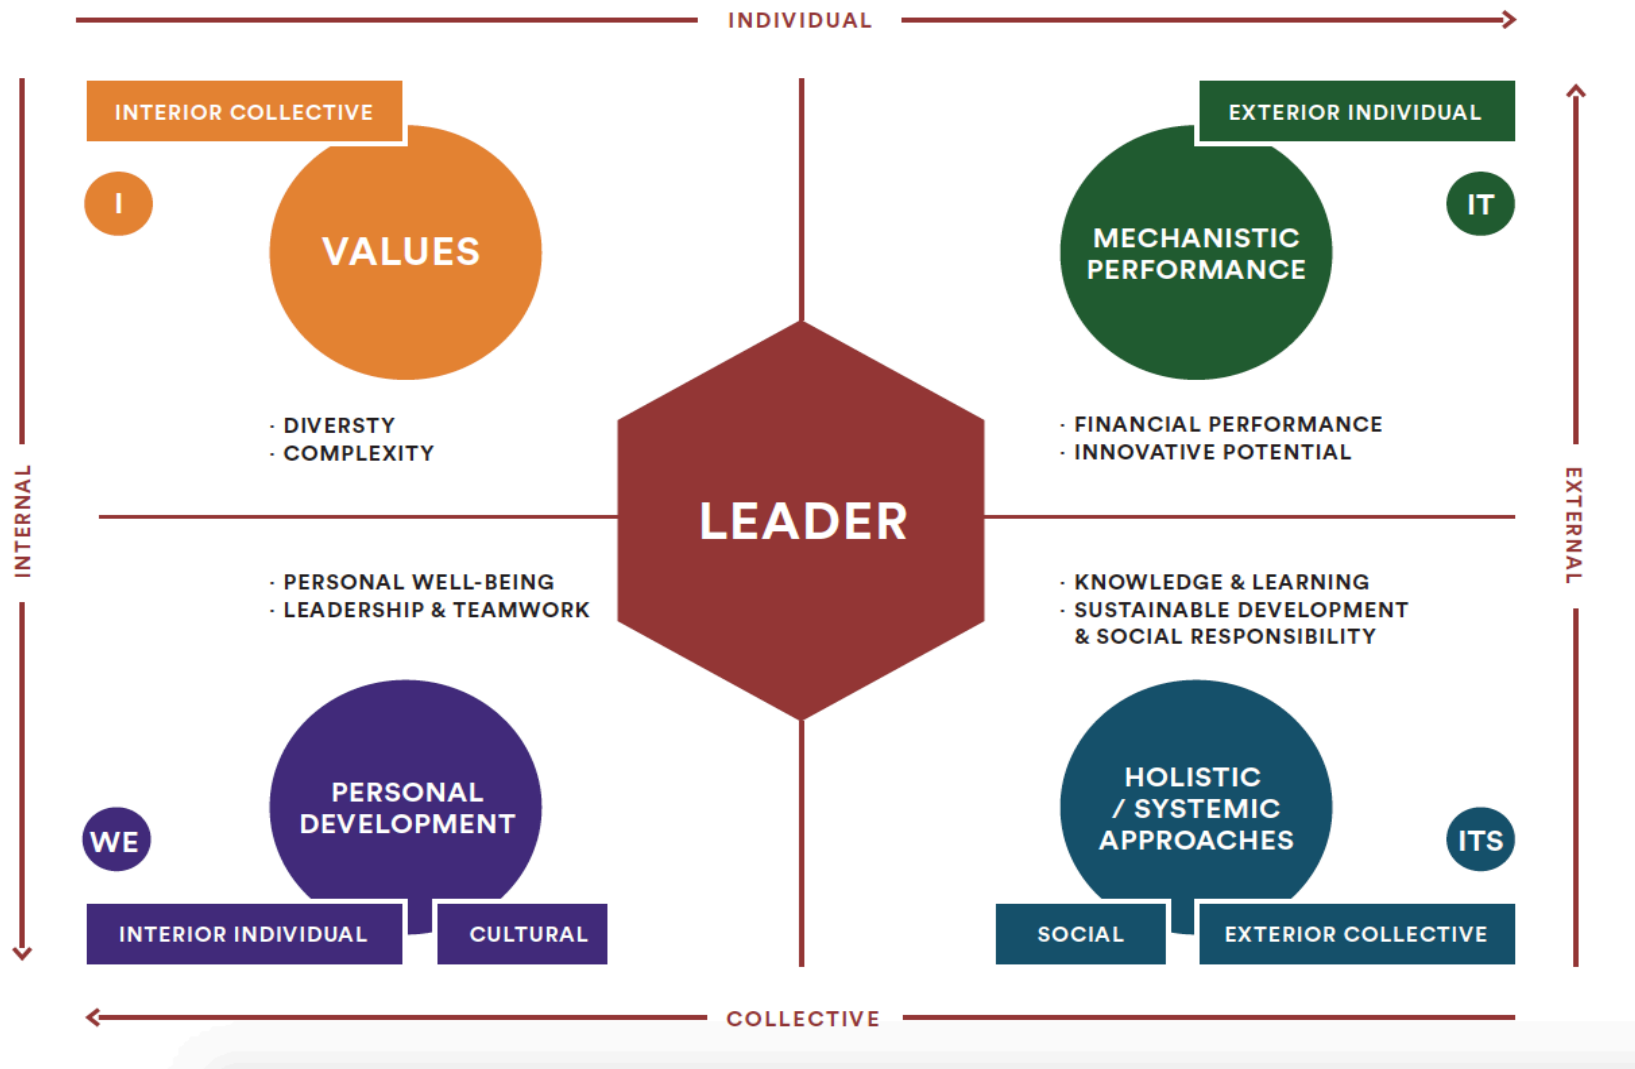 INDIVIDUAL
INTERIOR COLLECTIVE
EXTERIOR INDIVIDUAL
I
IT
VALUES
MECHANISTIC
PERFORMANCE
· DIVERSTY
· COMPLEXITY
· FINANCIAL PERFORMANCE
· INNOVATIVE POTENTIAL
INTERNAL
LEADER
EXTERNAL
· PERSONAL WELL-BEING
· LEADERSHIP & TEAMWORK
· KNOWLEDGE & LEARNING
· SUSTAINABLE DEVELOPMENT
& SOCIAL RESPONSIBILITY
PERSONAL
DEVELOPMENT
HOLISTIC
/ SYSTEMIC
APPROACHES
WE
ITS
INTERIOR INDIVIDUAL
CULTURAL
SOCIAL
EXTERIOR COLLECTIVE
COLLECTIVE